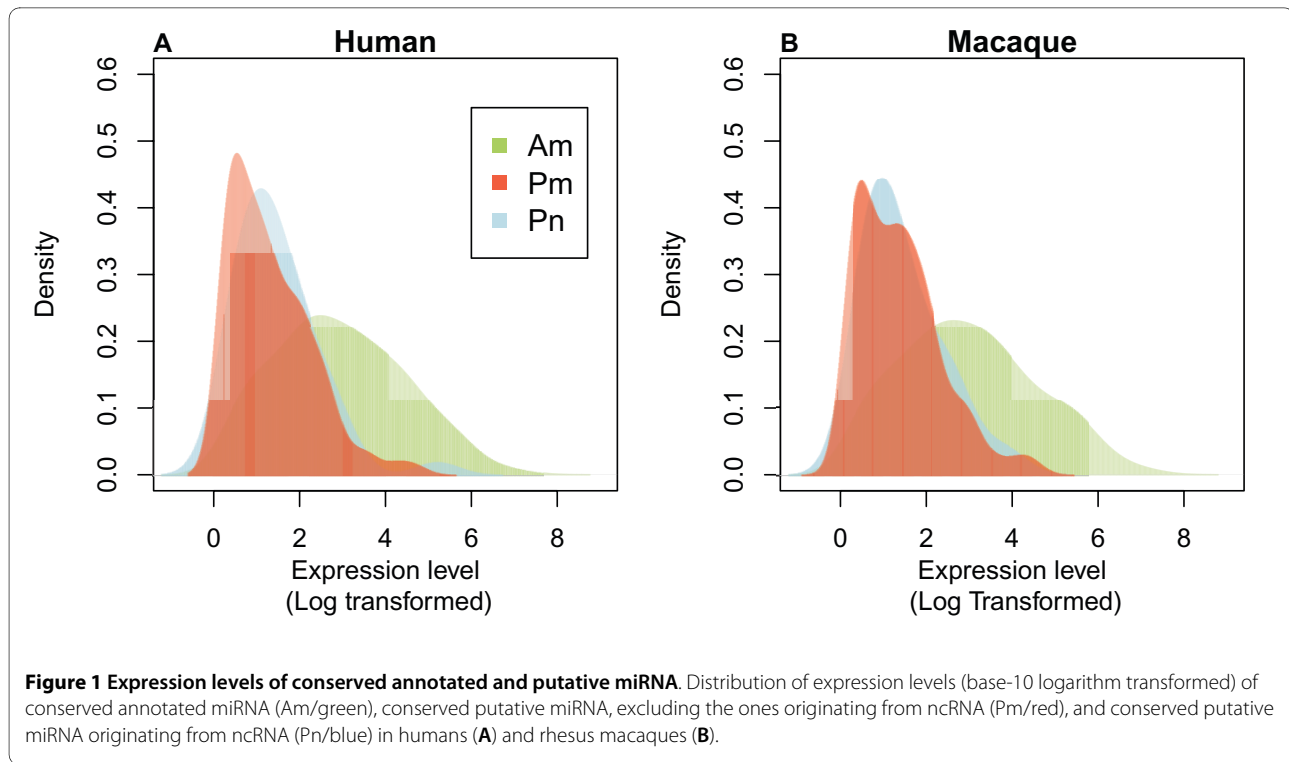 A Human
0.6
0.5
0.4
0.3
0.2
0.1
0.0
Density
Am
Pm
Pn
0 2 4 6 8
Expression level
(Log transformed)
B Macaque
0.6
0.5
0.4
0.3
0.2
0.1
0.0
Density
0 2 4 6 8
Expression level
(Log Transformed)
Figure 1 Expression levels of conserved annotated and putative miRNA. Distribution of expression levels (base-10 logarithm transformed) of
conserved annotated miRNA (Am/green), conserved putative miRNA, excluding the ones originating from ncRNA (Pm/red), and conserved putative
miRNA originating from ncRNA (Pn/blue) in humans (A) and rhesus macaques (B).